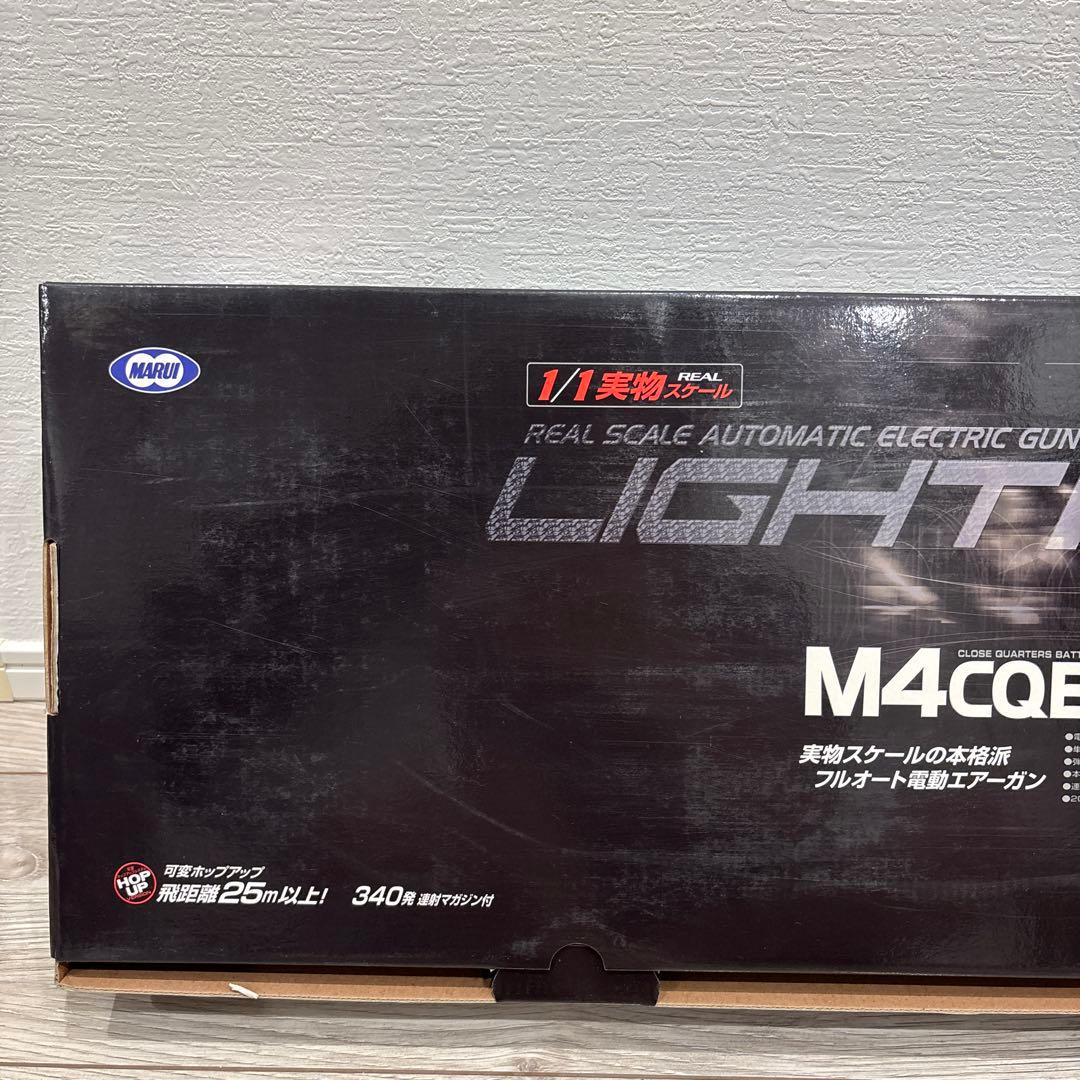 MARUI
1/1実物スケール
REAL
REAL SCALE AUTOMATIC ELECTRIC GUN
LIGHT
CLOSE QUARTERS BATT
M4CQB
実物スケールの本格派
フルオート電動エアーガン
HOP UP
可変ホップアップ
飛距離25m以上!
340発 連射マガジン付